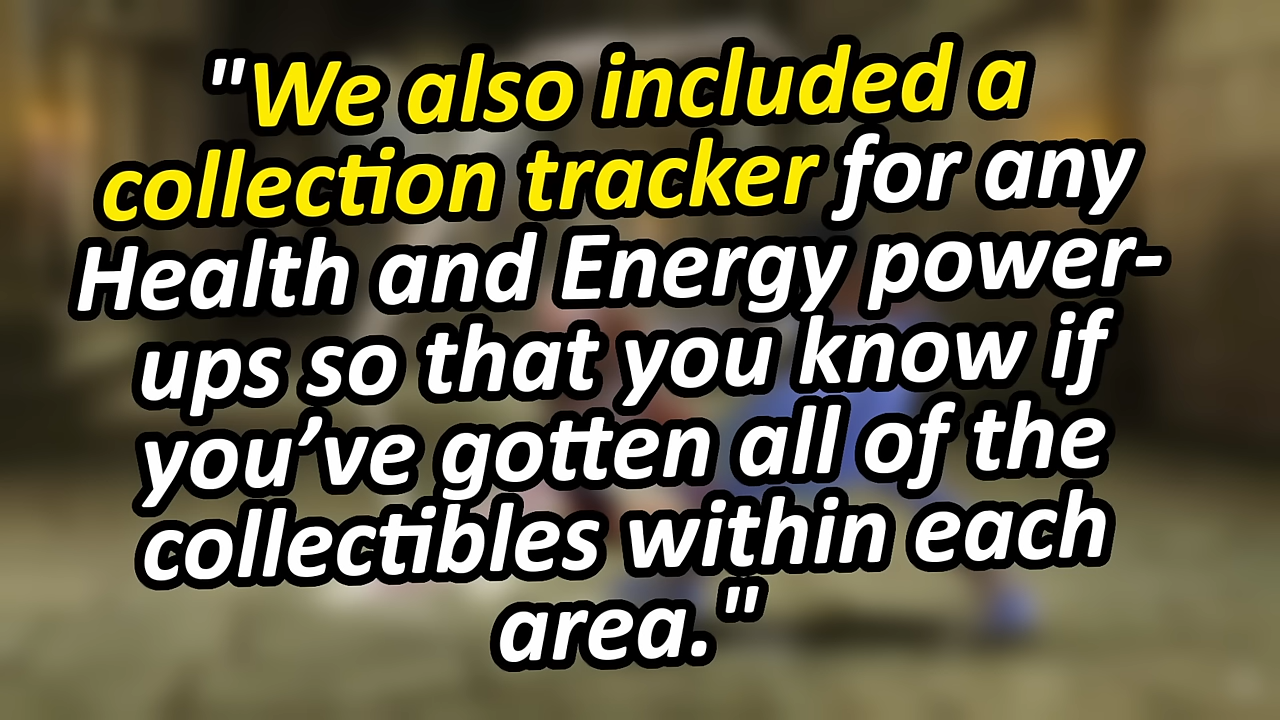 "We also included a
collection tracker for any
Health and Energy power-
ups so that you know if
you’ve gotten all of the
collectibles within each
area."